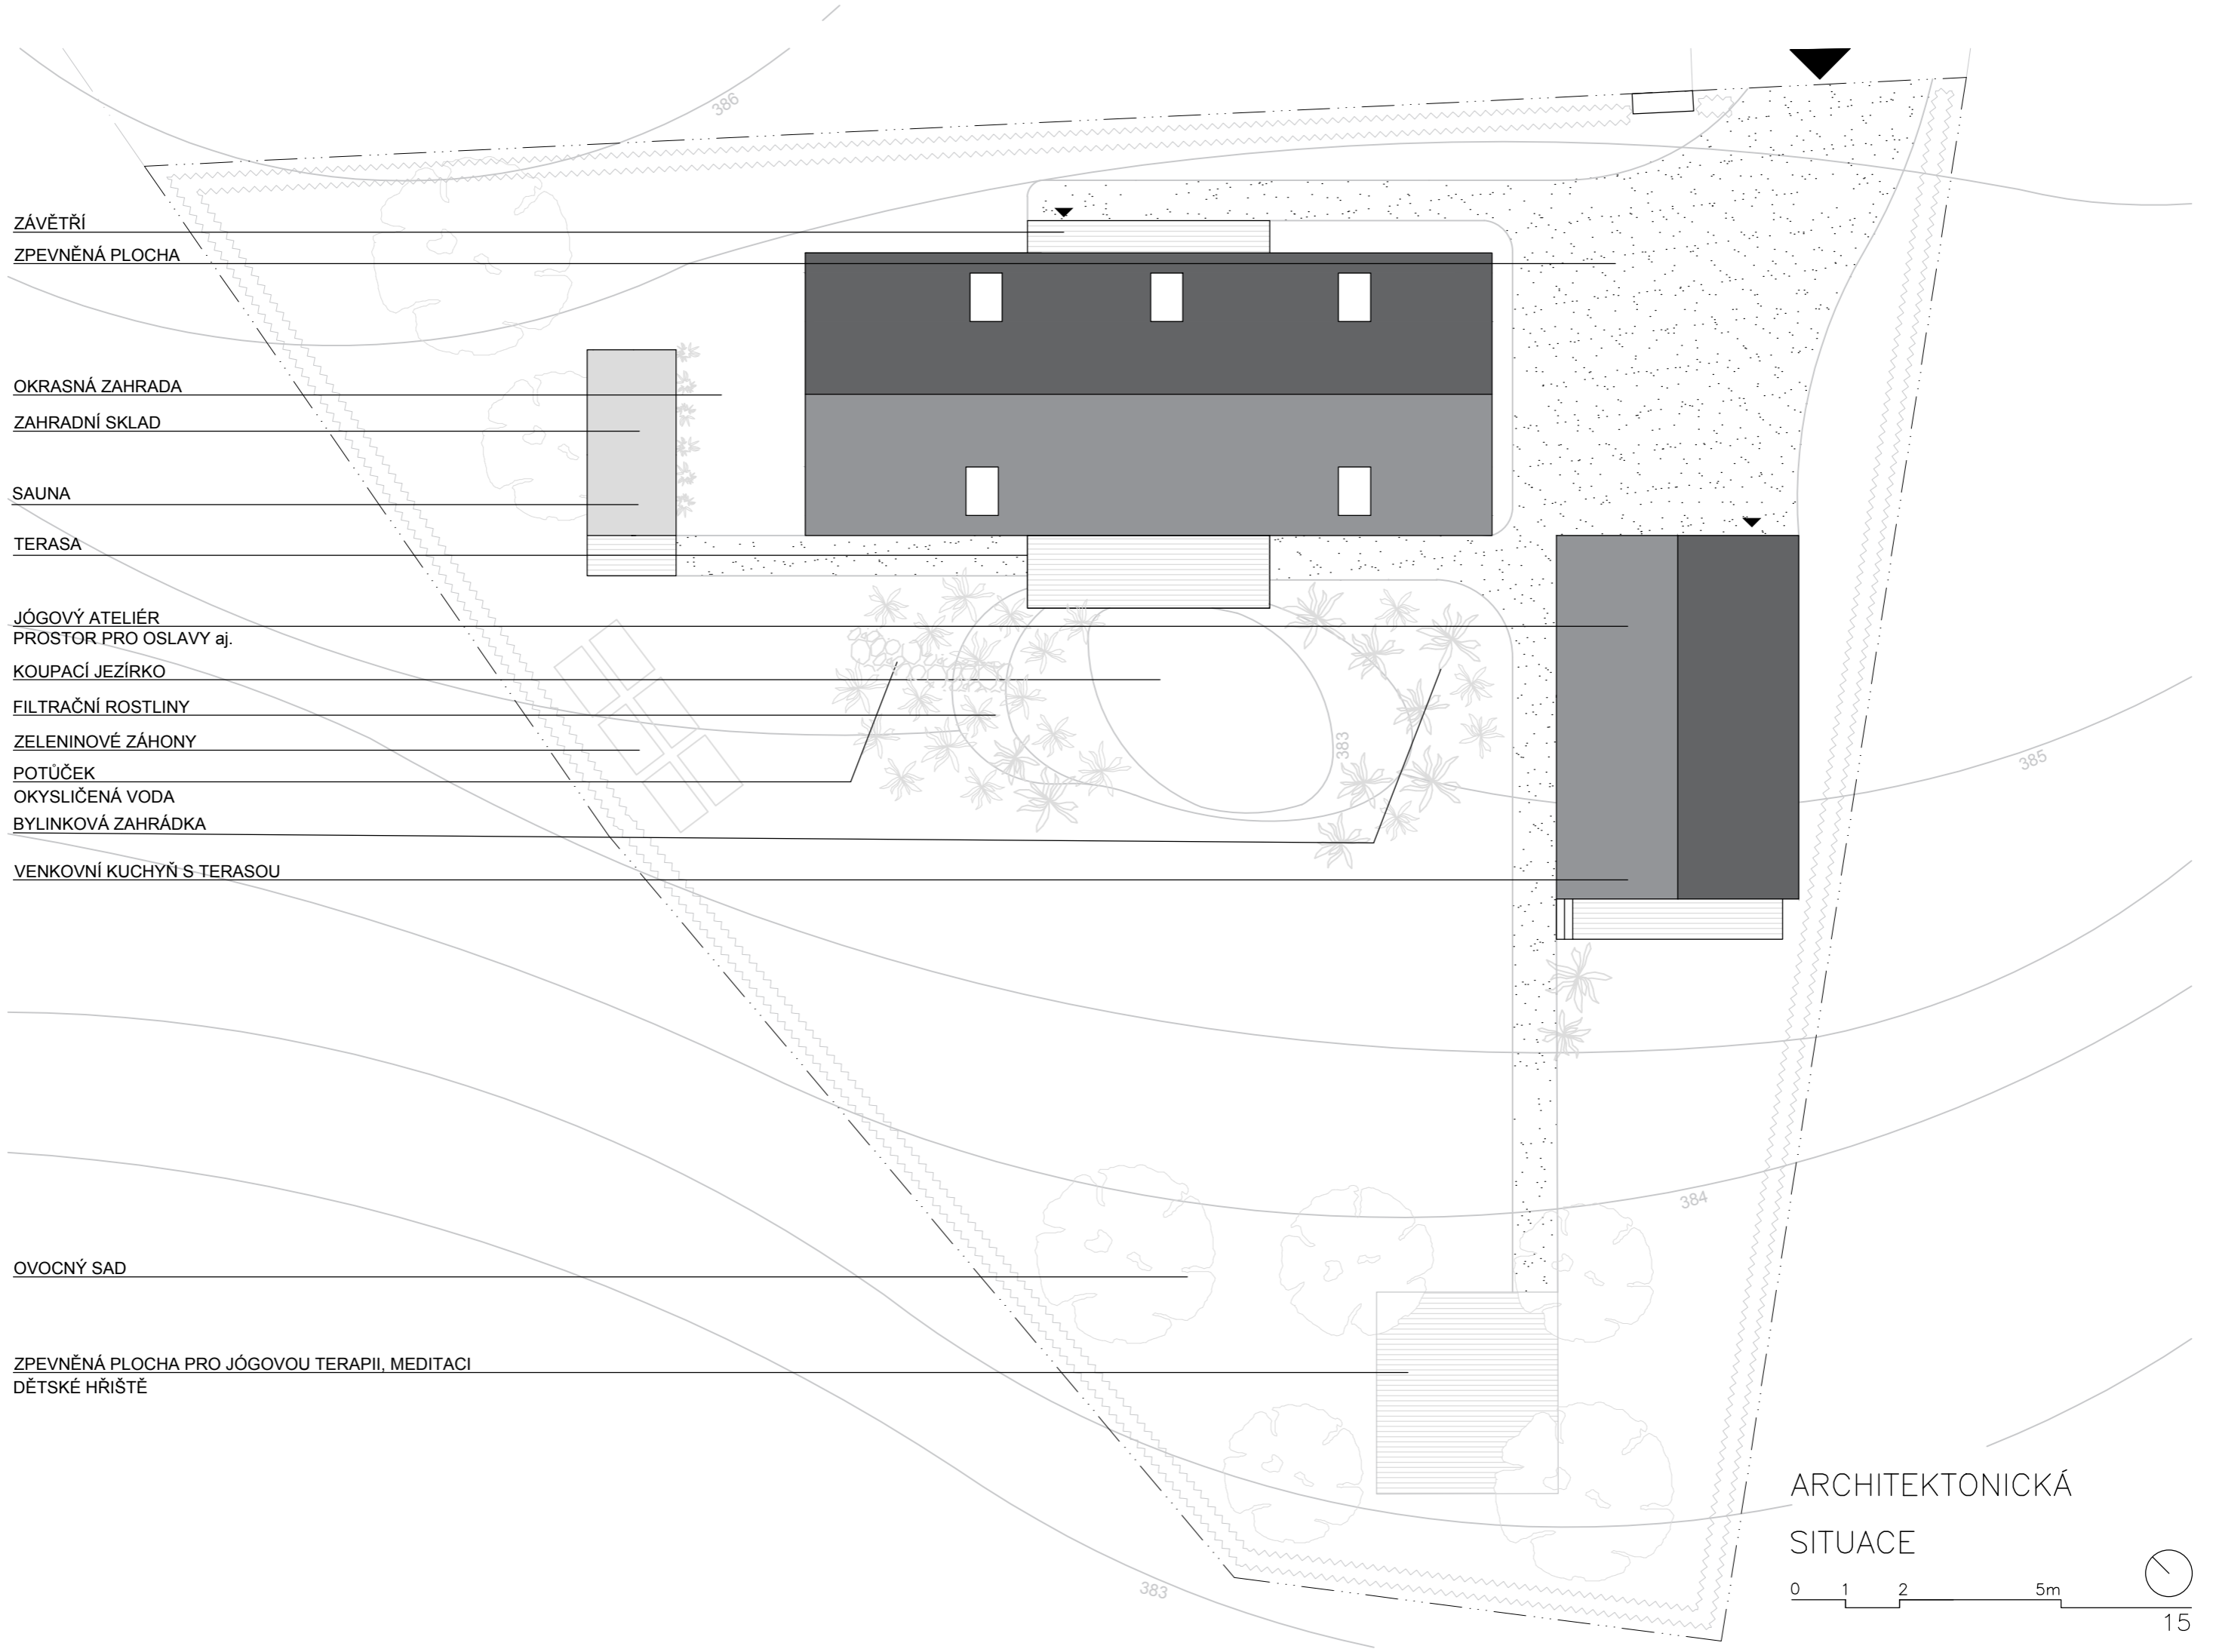 386
ZÁVĚTŘÍ
ZPEVNĚNÁ PLOCHA
OKRASNÁ ZAHRADA
ZAHRADNÍ SKLAD
SAUNA
TERASA
JÓGOVÝ ATELIÉR
PROSTOR PRO OSLAVY aj.
KOUPACÍ JEZÍRKO
FILTRAČNÍ ROSTLINY
ZELENINOVÉ ZÁHONY
383
385
POTŮČEK
OKYSLIČENÁ VODA
BYLINKOVÁ ZAHRÁDKA
VENKOVNÍ KUCHYŇ S TERASOU
384
OVOCNÝ SAD
ZPEVNĚNÁ PLOCHA PRO JÓGOVOU TERAPII, MEDITACI
DĚTSKÉ HŘIŠTĚ
383
ARCHITEKTONICKÁ
SITUACE
0 1 2 5m
15